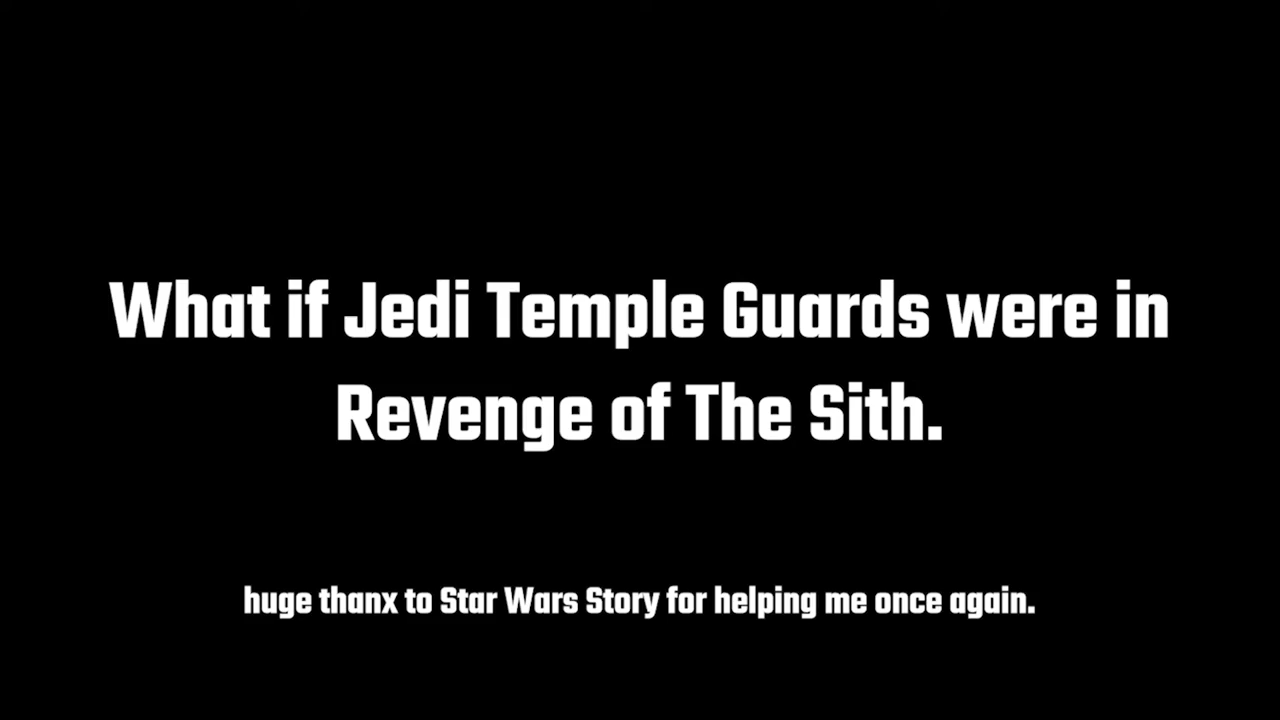 What if Jedi Temple Guards were in
Revenge of The Sith.
huge thanx to Star Wars Story for helping me once again.